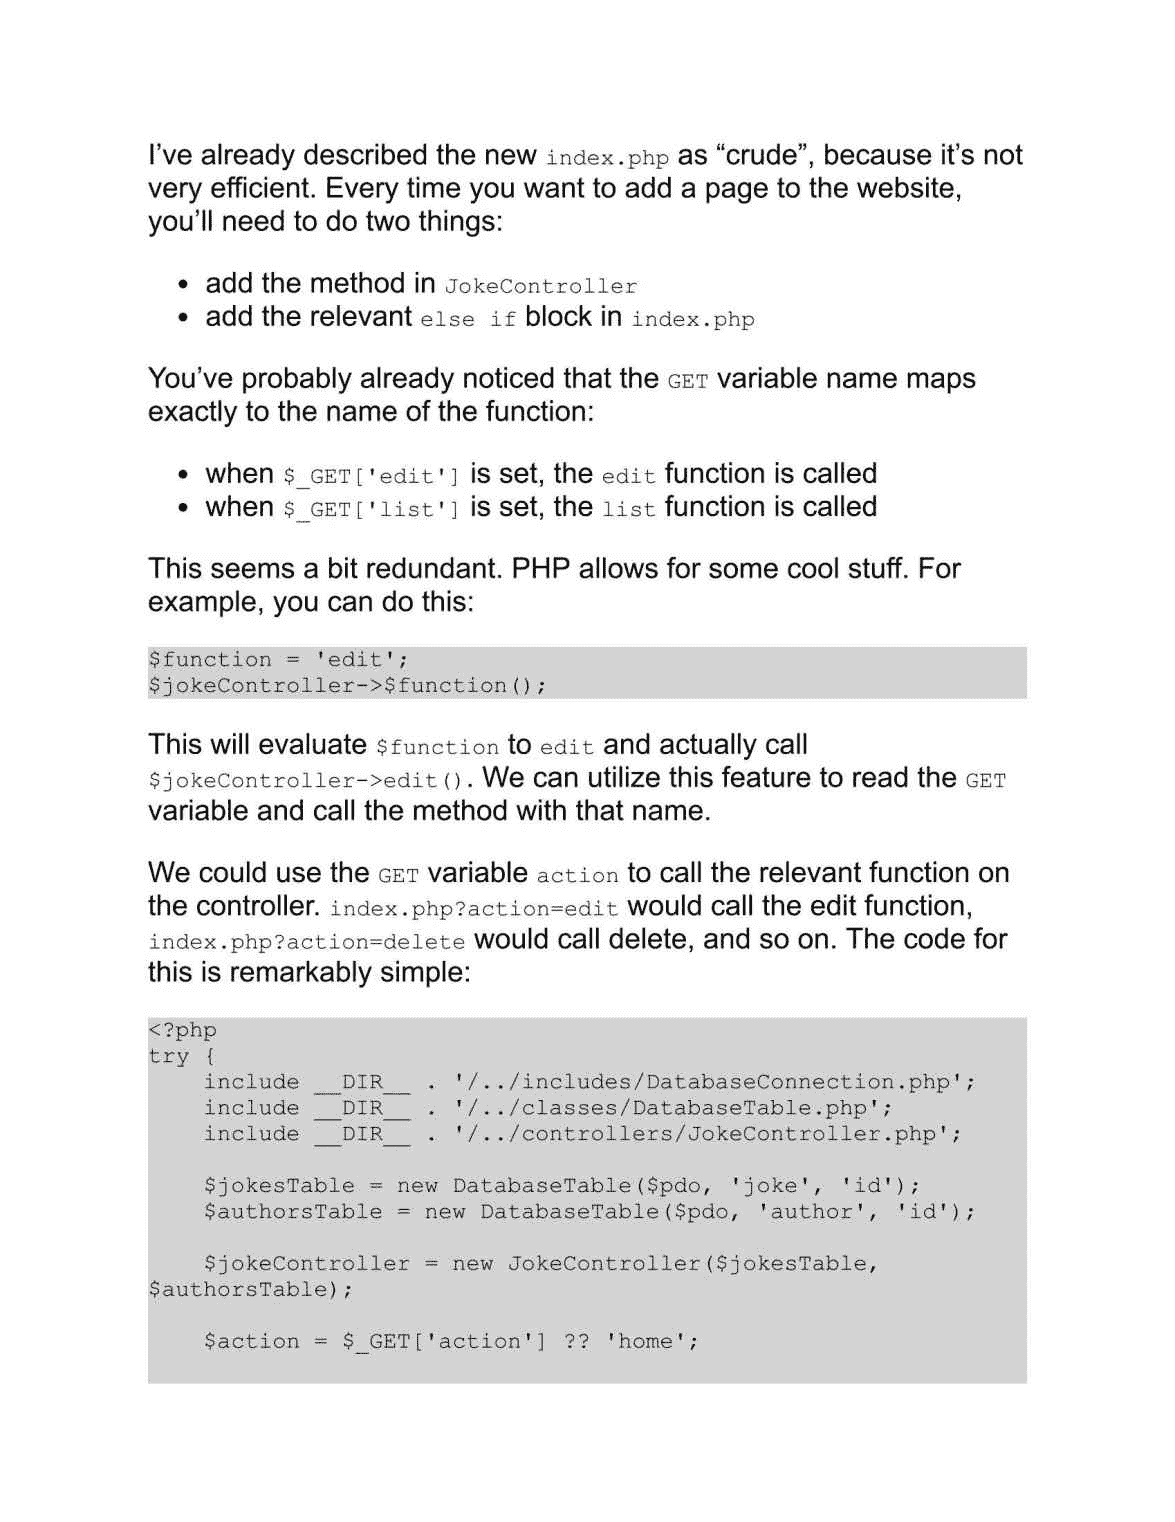 I’ve already described the new index.php as “crude”, because it’s not
very efficient. Every time you want to add a page to the website,
you’ll need to do two things:
• add the method in JokeController
• add the relevant else if block in index.php
You’ve probably already noticed that the GET variable name maps
exactly to the name of the function:
• when $_GET['edit'] is set, the edit function is called
• when $_GET['list'] is set, the list function is called
This seems a bit redundant. PHP allows for some cool stuff. For
example, you can do this:
$function = 'edit';
$jokeController->$function();
This will evaluate $function to edit and actually call
$jokeController->edit(). We can utilize this feature to read the GET
variable and call the method with that name.
We could use the GET variable action to call the relevant function on
the controller. index.php?action=edit would call the edit function,
index.php?action=delete would call delete, and so on. The code for
this is remarkably simple:
<?php
try {
    include __DIR__ . '/../includes/DatabaseConnection.php';
    include __DIR__ . '/../classes/DatabaseTable.php';
    include __DIR__ . '/../controllers/JokeController.php';
    $jokesTable = new DatabaseTable($pdo, 'joke', 'id');
    $authorsTable = new DatabaseTable($pdo, 'author', 'id');
    $jokeController = new JokeController($jokesTable,
$authorsTable);
    $action = $_GET['action'] ?? 'home';